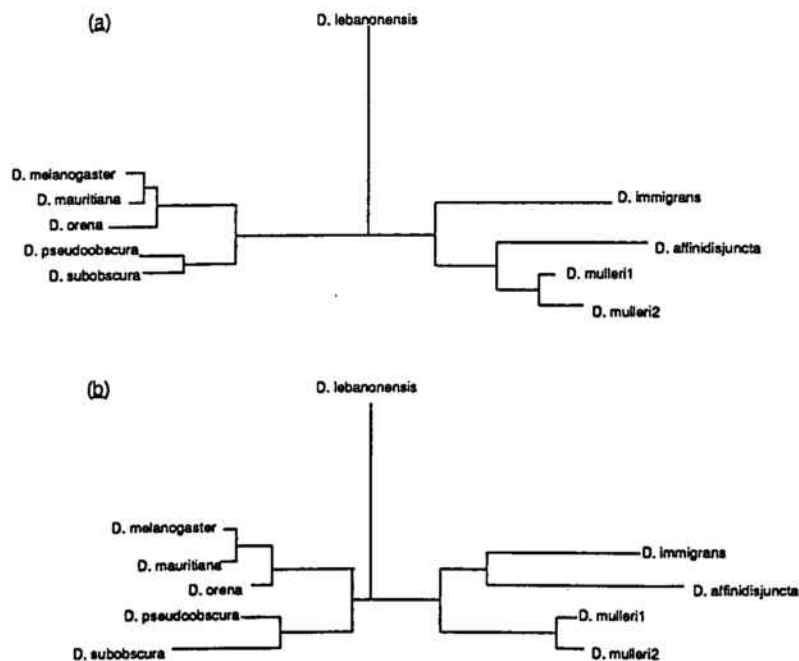 (a)
D. lebanonensis
D. melanogaster
D. mauritiana
D. orena
D. pseudoobscura
D. subobscura
D. immigrans
D. affinidisjuncta
D. mulleri1
D. mulleri2
(b)
D. lebanonensis
D. melanogaster
D. mauritiana
D. orena
D. pseudoobscura
D. subobscura
D. immigrans
D. affinidisjuncta
D. mulleri1
D. mulleri2